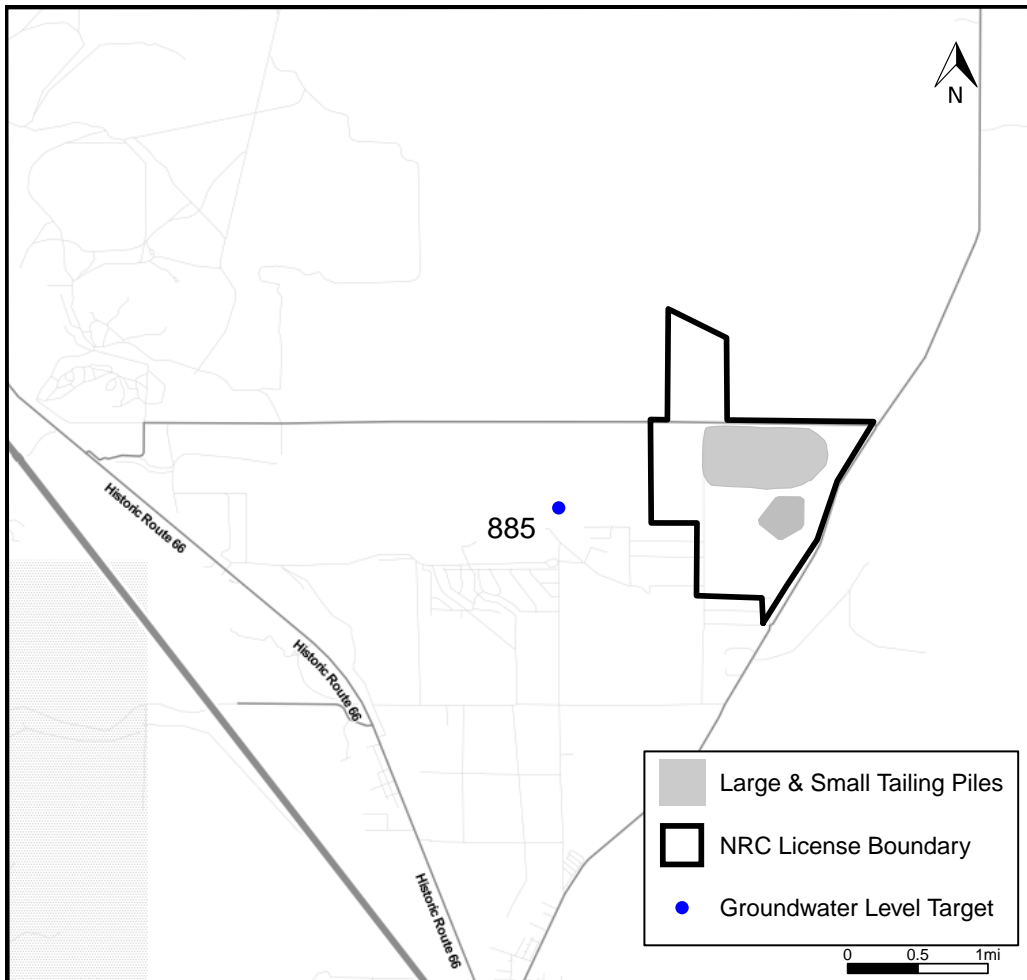 N
885
Historic Route 66
Historic Route 66
Historic Route 66
Large & Small Tailing Piles
NRC License Boundary
Groundwater Level Target
0 0.5 1mi